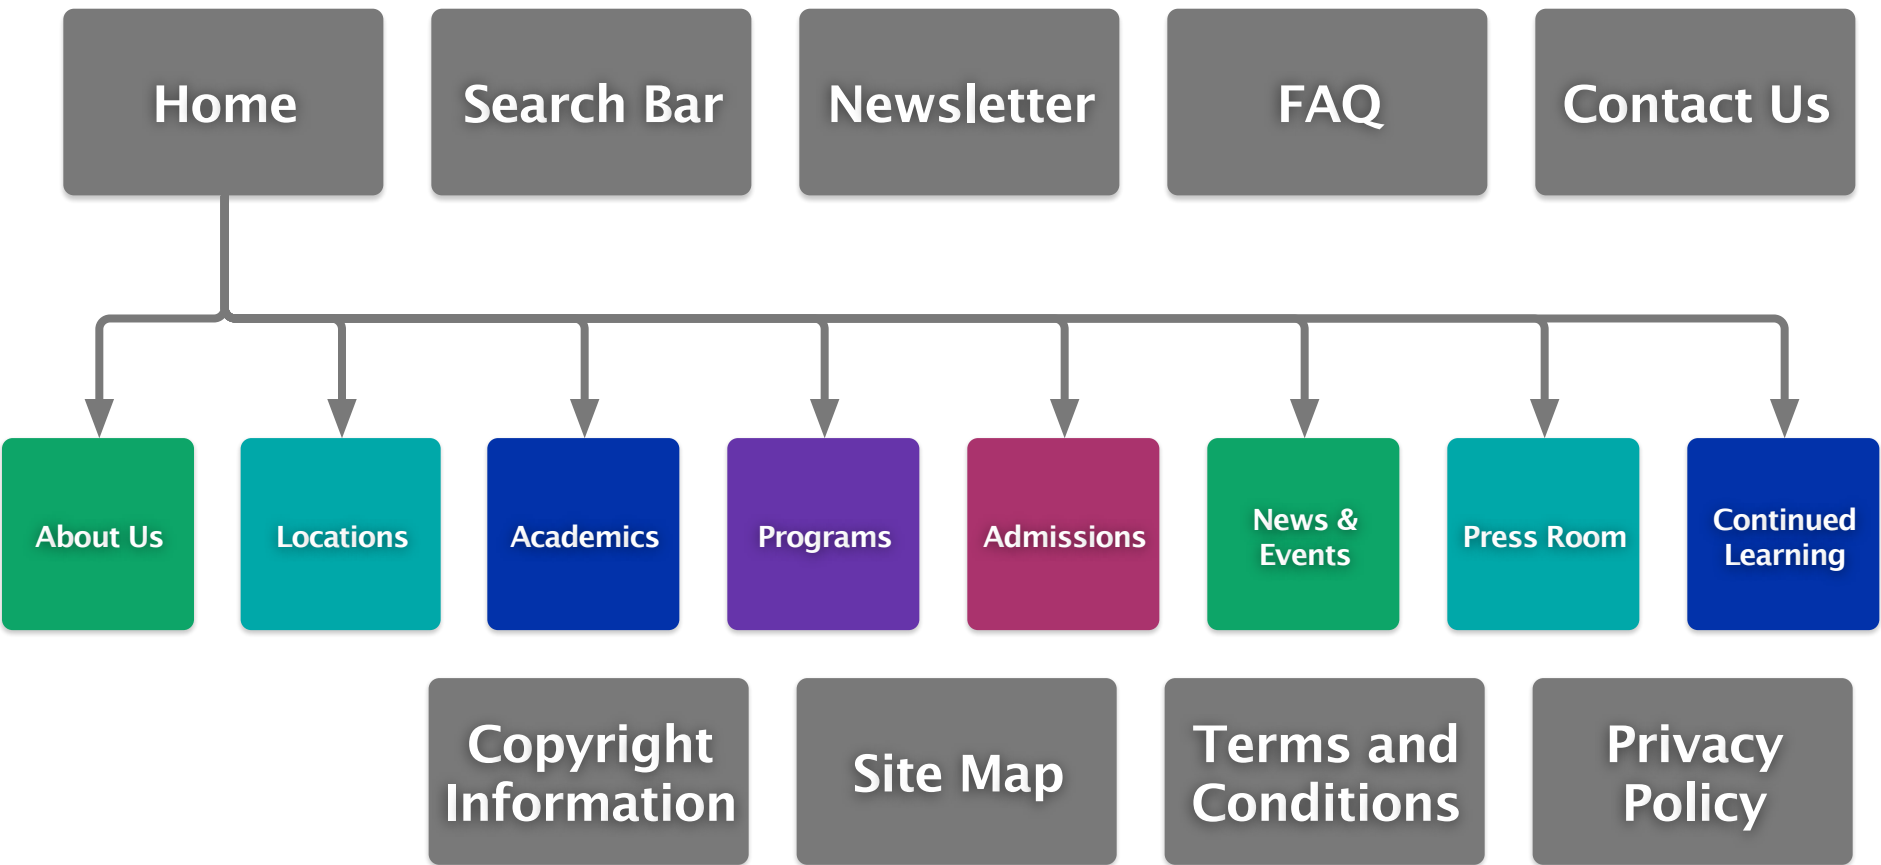 Home
Search Bar
Newsletter
FAQ
Contact Us
About Us
Locations
Academics
Programs
Admissions
News &
Events
Press Room
Continued
Learning
Copyright
Information
Site Map
Terms and
Conditions
Privacy
Policy